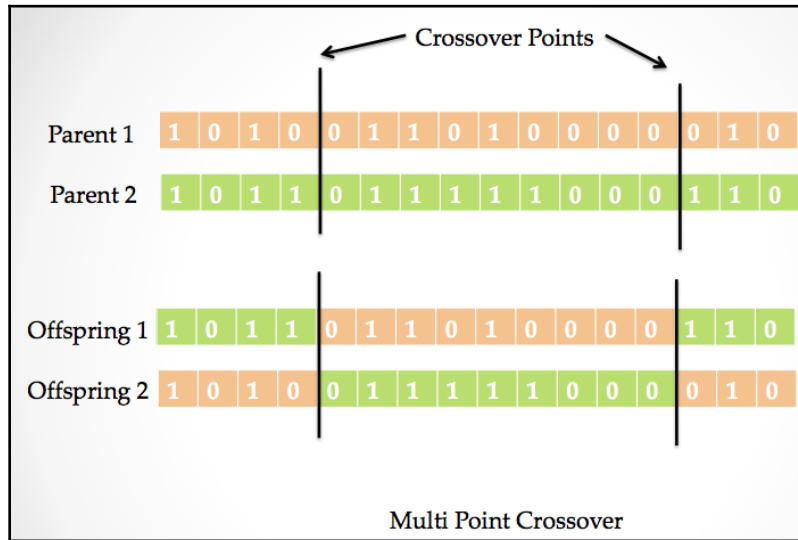 Crossover Points
Parent 1 1 0 1 0 0 1 1 0 1 0 0 0 0 0 1 0
Parent 2 1 0 1 1 0 1 1 1 1 1 0 0 0 1 1 0
Offspring 1 1 0 1 1 0 1 1 0 1 0 0 0 0 1 1 0
Offspring 2 1 0 1 0 0 1 1 1 1 1 0 0 0 0 1 0
Multi Point Crossover